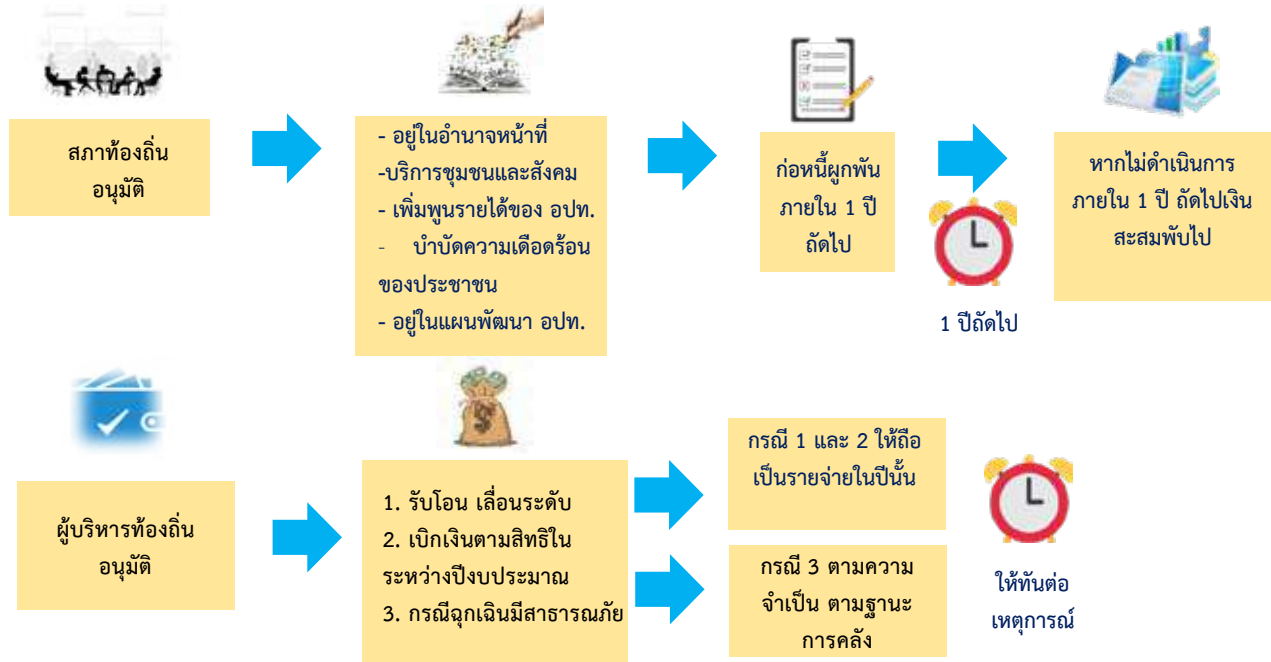 สภาท้องถิ่น
อนุมัติ
- อยู่ในอำนาจหน้าที่
-บริการชุมชนและสังคม
- เพิ่มพูนรายได้ของ อปท.
- บำบัดความเดือดร้อน
ของประชาชน
- อยู่ในแผนพัฒนา อปท.
ก่อหนี้ผูกพัน
ภายใน 1 ปี
ถัดไป
1 ปีถัดไป
หากไม่ดำเนินการ
ภายใน 1 ปี ถัดไปเงิน
สะสมพับไป
ผู้บริหารท้องถิ่น
อนุมัติ
1. รับโอน เลื่อนระดับ
2. เบิกเงินตามสิทธิใน
ระหว่างปีงบประมาณ
3. กรณีฉุกเฉินมีสาธารณภัย
กรณี 1 และ 2 ให้ถือ
เป็นรายจ่ายในปีนั้น
กรณี 3 ตามความ
จำเป็น ตามฐานะ
การคลัง
ให้ทันต่อ
เหตุการณ์